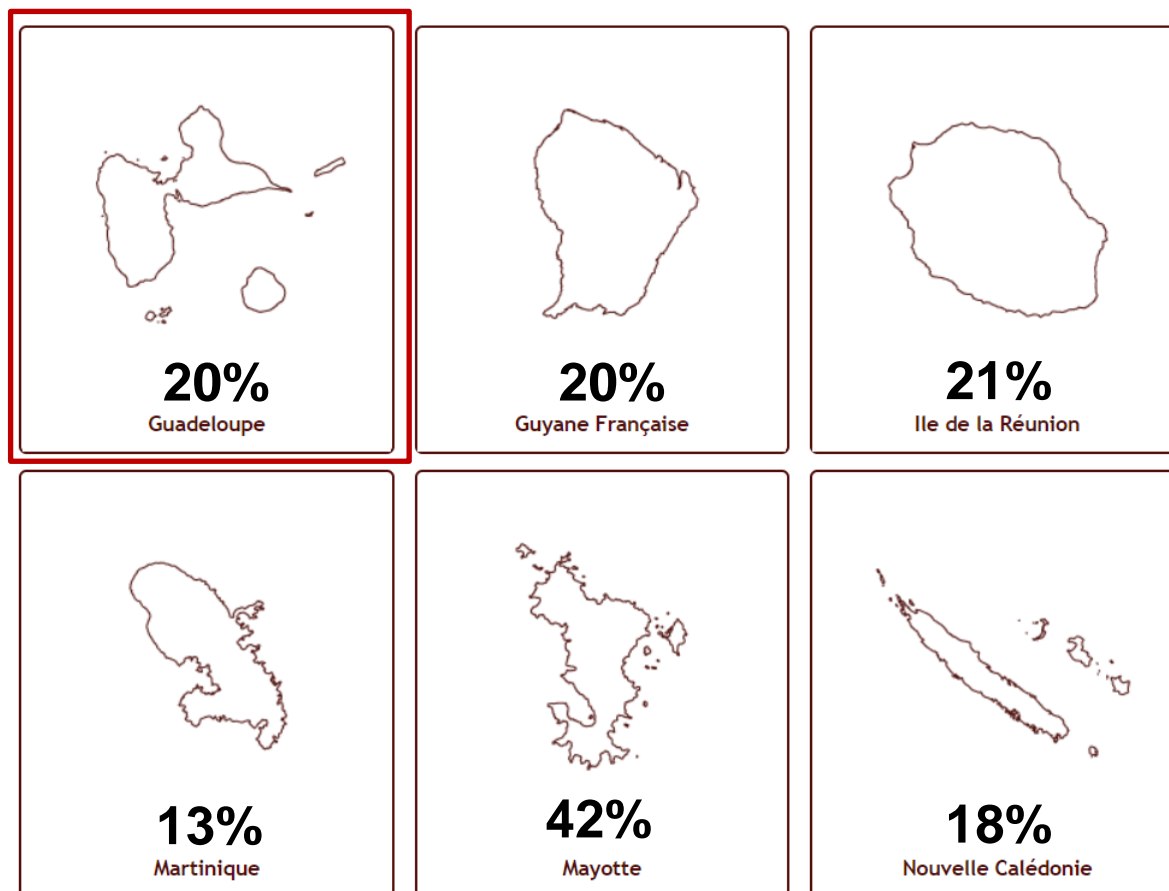 20%
Guadeloupe
20%
Guyane Française
21%
Ile de la Réunion
13%
Martinique
42%
Mayotte
18%
Nouvelle Calédonie